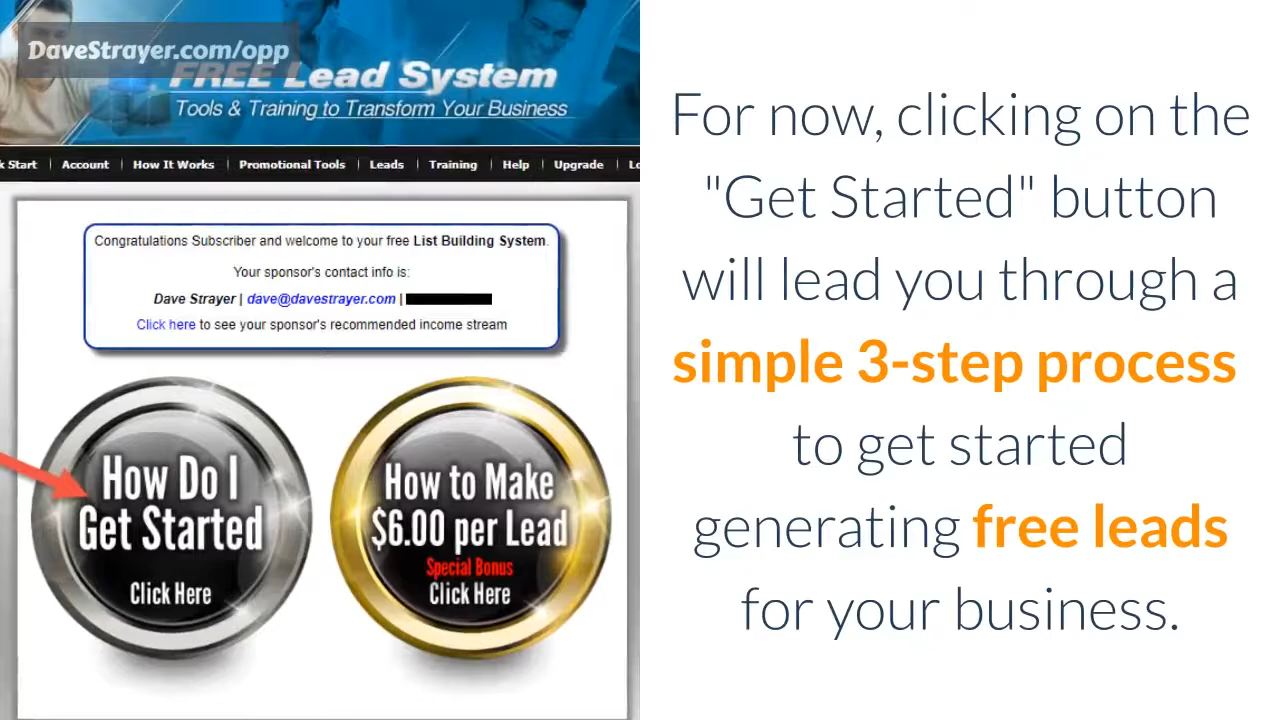 DaveStrayer.com/opp
FREE Lead System
Tools & Training to Transform Your Business
k Start | Account | How It Works | Promotional Tools | Leads | Training | Help | Upgrade | Lo
Congratulations Subscriber and welcome to your free List Building System.
Your sponsor's contact info is:
Dave Strayer | dave@davestrayer.com |
Click here to see your sponsor's recommended income stream
How Do I
Get Started
Click Here
How to Make
$6.00 per Lead
Special Bonus
Click Here
For now, clicking on the
"Get Started" button
will lead you through a
simple 3-step process
to get started
generating free leads
for your business.